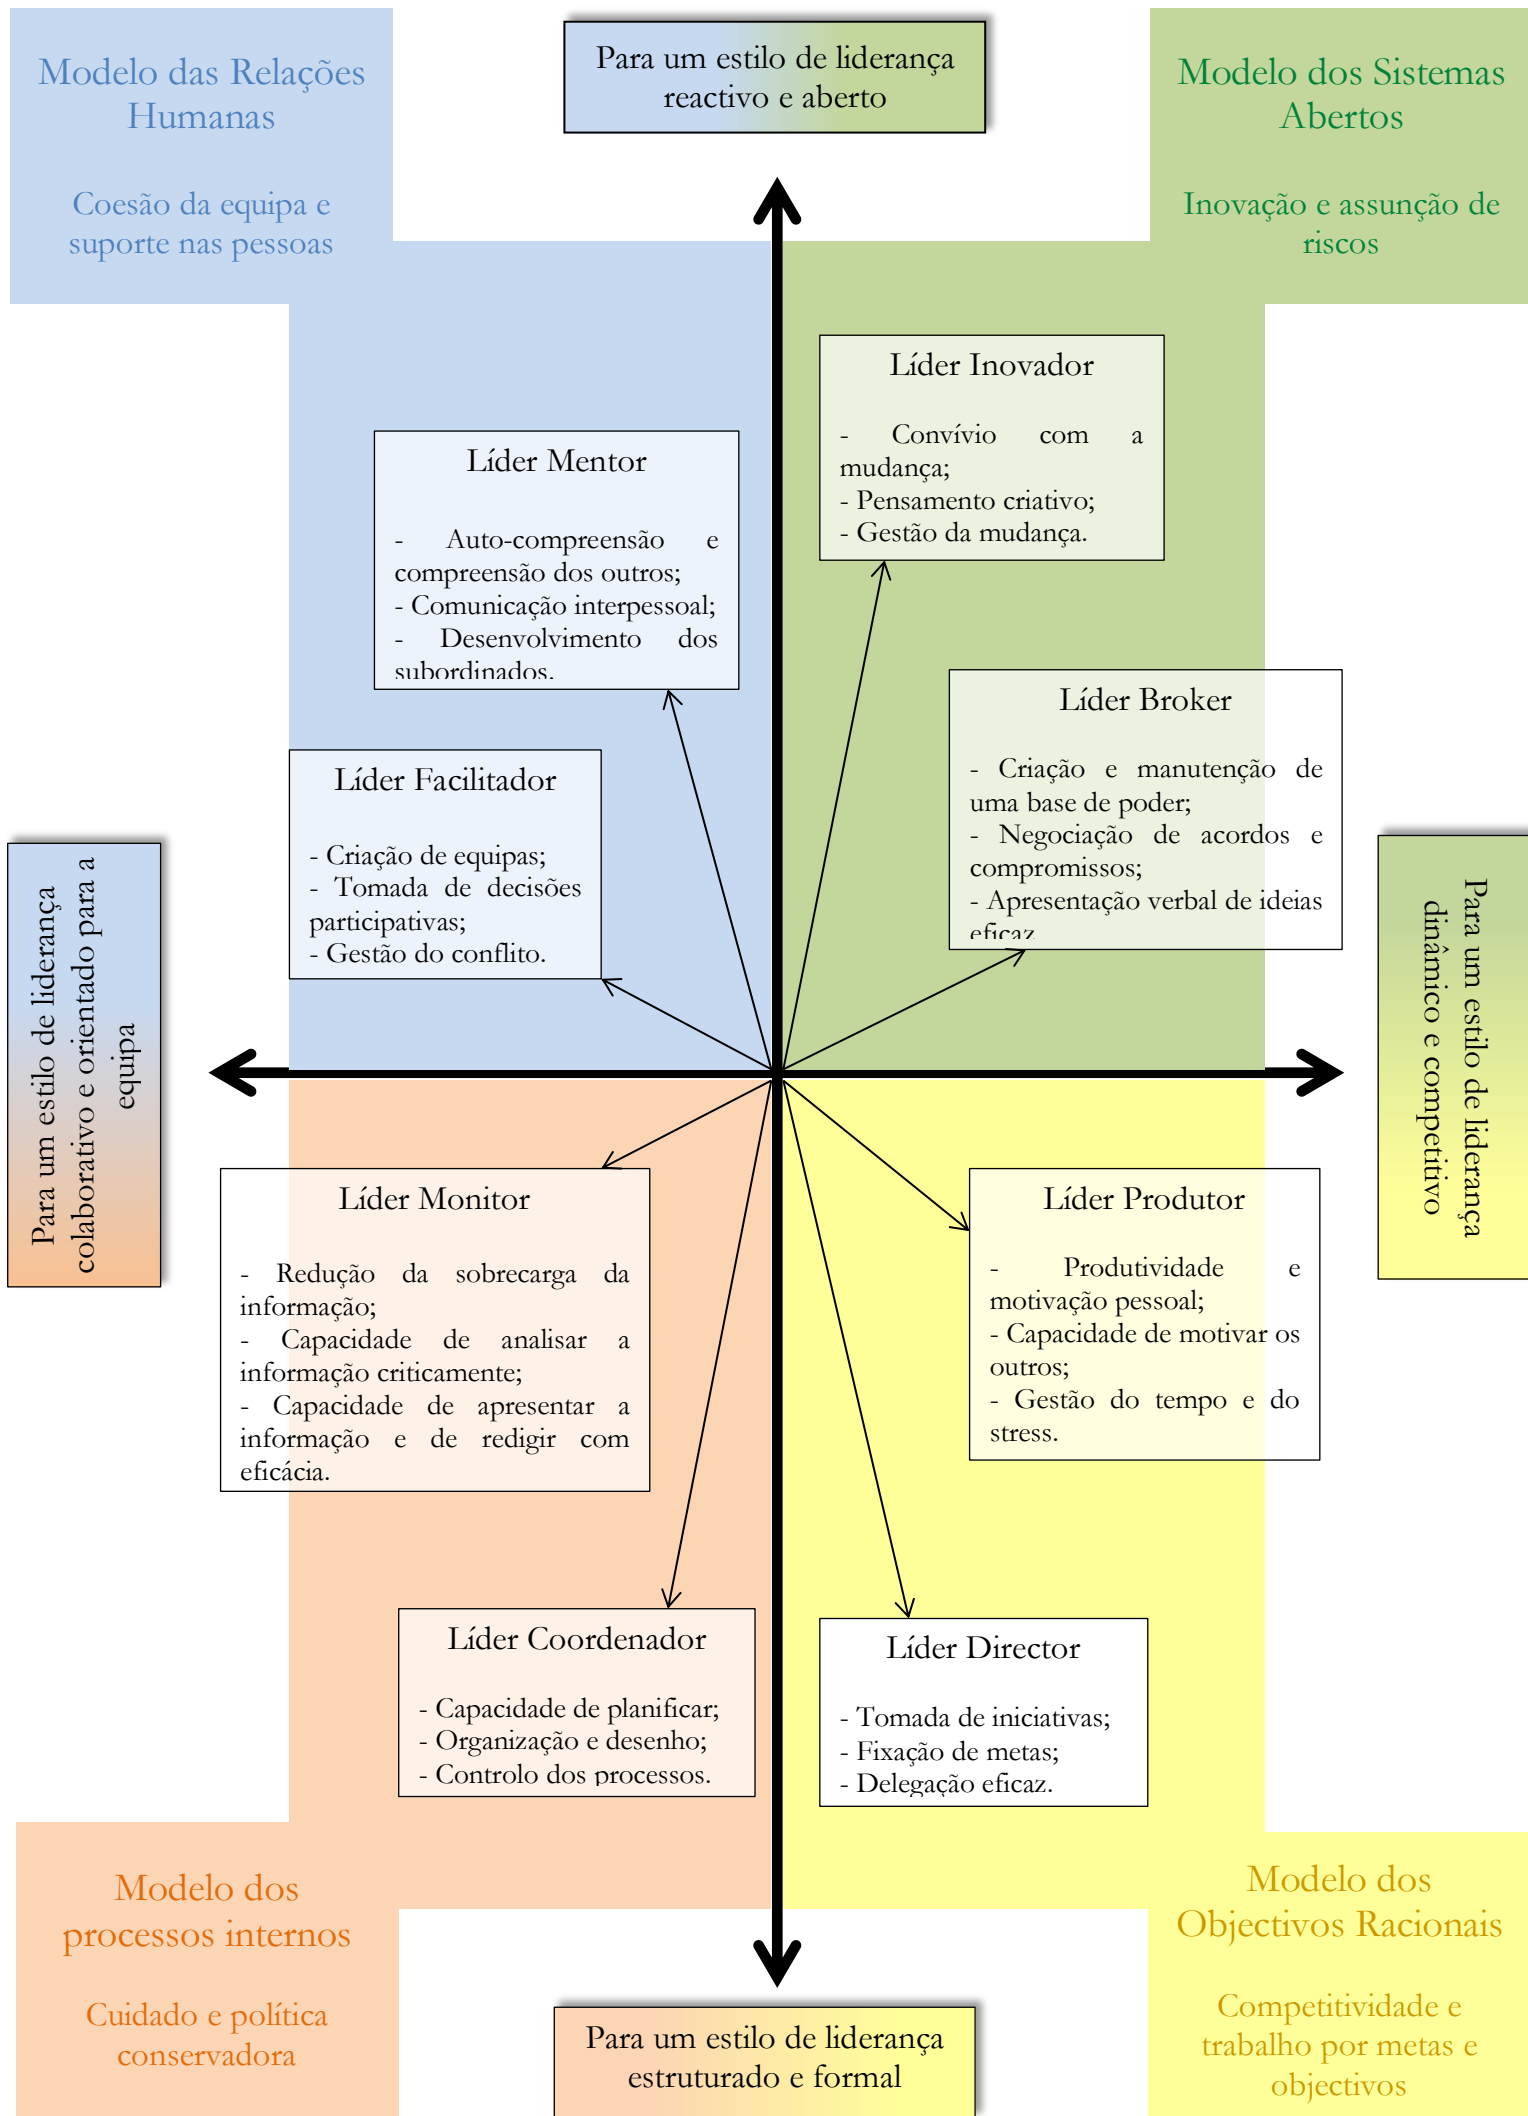 Modelo das Relações
Humanas
Coesão da equipa e
suporte nas pessoas
Para um estilo de liderança
reactivo e aberto
Modelo dos Sistemas
Abertos
Inovação e assunção de
riscos
Líder Inovador
- Convívio com a
mudança;
- Pensamento criativo;
- Gestão da mudança.
Líder Mentor
- Auto-compreensão e
compreensão dos outros;
- Comunicação interpessoal;
- Desenvolvimento dos
subordinados.
Líder Broker
- Criação e manutenção de
uma base de poder;
- Negociação de acordos e
compromissos;
- Apresentação verbal de ideias
eficaz
Líder Facilitador
- Criação de equipas;
- Tomada de decisões
participativas;
- Gestão do conflito.
Para um estilo de liderança
colaborativo e orientado para a
equipa
Para um estilo de liderança
dinâmico e competitivo
Líder Monitor
- Redução da sobrecarga da
informação;
- Capacidade de analisar a
informação criticamente;
- Capacidade de apresentar a
informação e de redigir com
eficácia.
Líder Produtor
- Produtividade e
motivação pessoal;
- Capacidade de motivar os
outros;
- Gestão do tempo e do
stress.
Líder Coordenador
- Capacidade de planificar;
- Organização e desenho;
- Controlo dos processos.
Líder Director
- Tomada de iniciativas;
- Fixação de metas;
- Delegação eficaz.
Modelo dos
processos internos
Cuidado e política
conservadora
Para um estilo de liderança
estruturado e formal
Modelo dos
Objectivos Racionais
Competitividade e
trabalho por metas e
objectivos